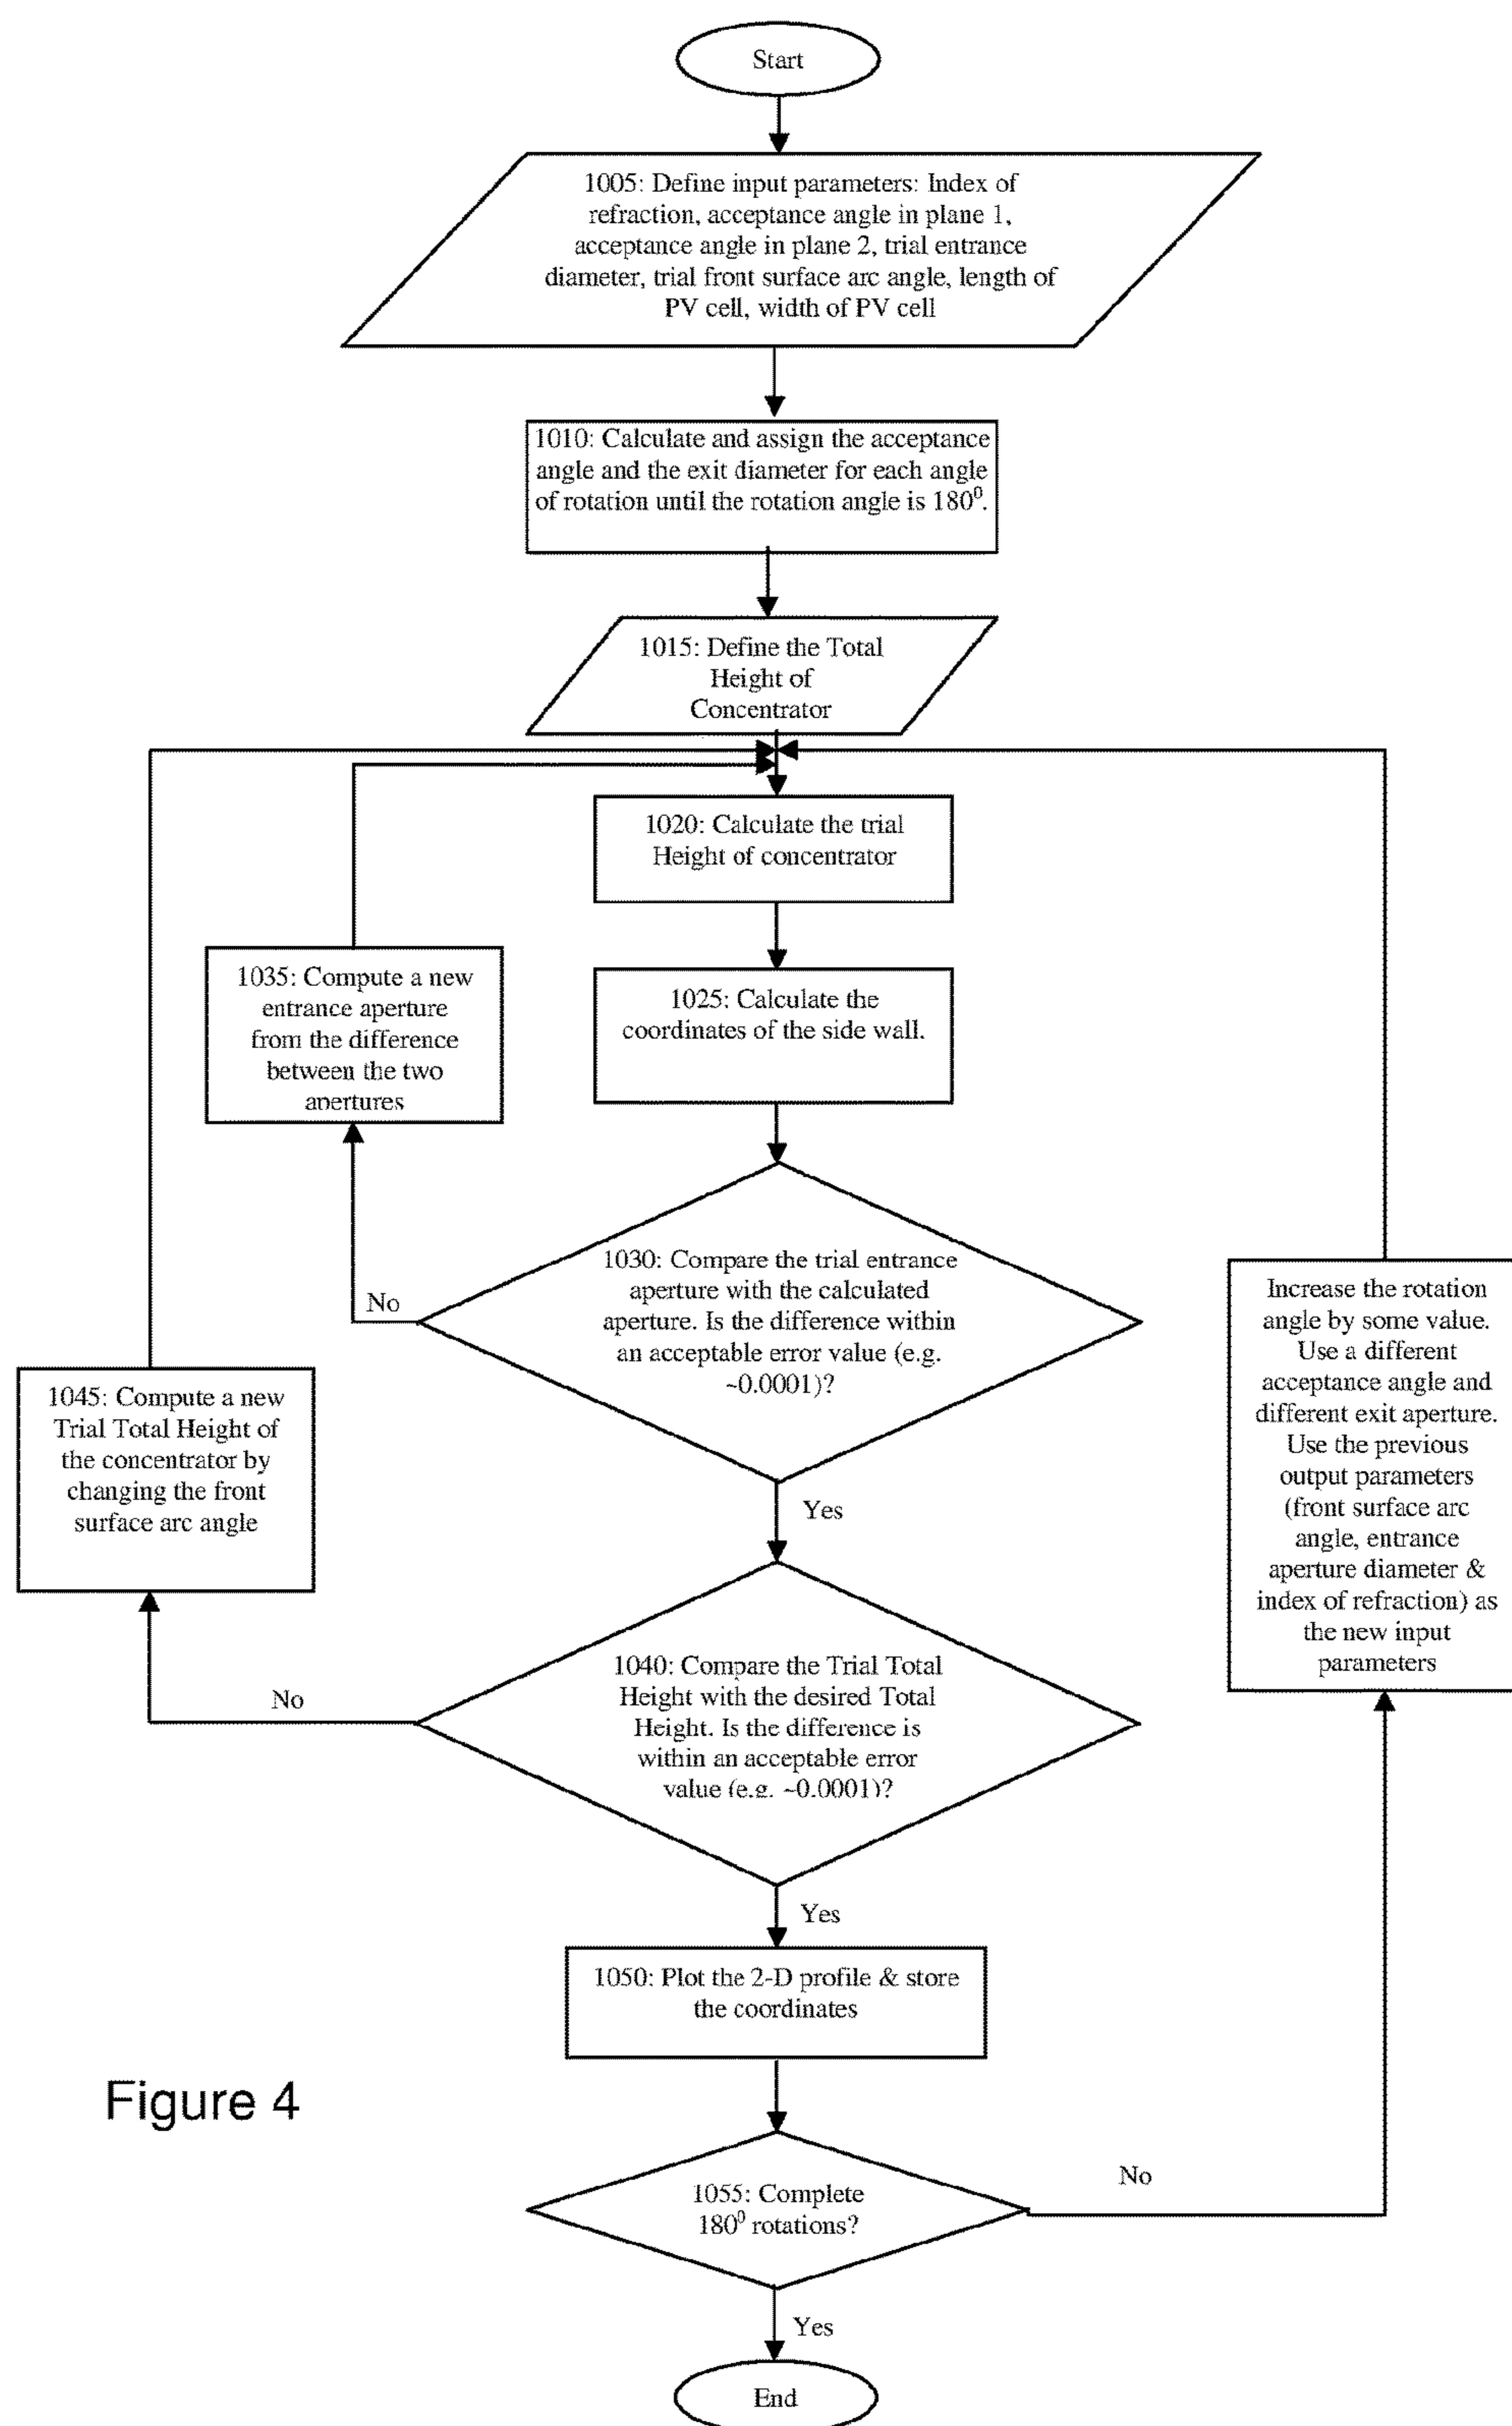 Start
1005: Define input parameters: Index of
refraction, acceptance angle in plane 1,
acceptance angle in plane 2, trial entrance
diameter, trial front surface arc angle, length of
PV cell, width of PV cell
1010: Calculate and assign the acceptance
angle and the exit diameter for each angle
of rotation until the rotation angle is 180⁰.
1015: Define the Total
Height of
Concentrator
1020: Calculate the trial
Height of concentrator
1035: Compute a new
entrance aperture
from the difference
between the two
apertures
1025: Calculate the
coordinates of the side wall.
1030: Compare the trial entrance
aperture with the calculated
aperture. Is the difference within
an acceptable error value (e.g.
~0.0001)?
No
Yes
1045: Compute a new
Trial Total Height of
the concentrator by
changing the front
surface arc angle
Increase the rotation
angle by some value.
Use a different
acceptance angle and
different exit aperture.
Use the previous
output parameters
(front surface arc
angle, entrance
aperture diameter &
index of refraction) as
the new input
parameters
1040: Compare the Trial Total
Height with the desired Total
Height. Is the difference is
within an acceptable error
value (e.g. ~0.0001)?
No
Yes
1050: Plot the 2-D profile & store
the coordinates
Figure 4
1055: Complete
180⁰ rotations?
No
Yes
End